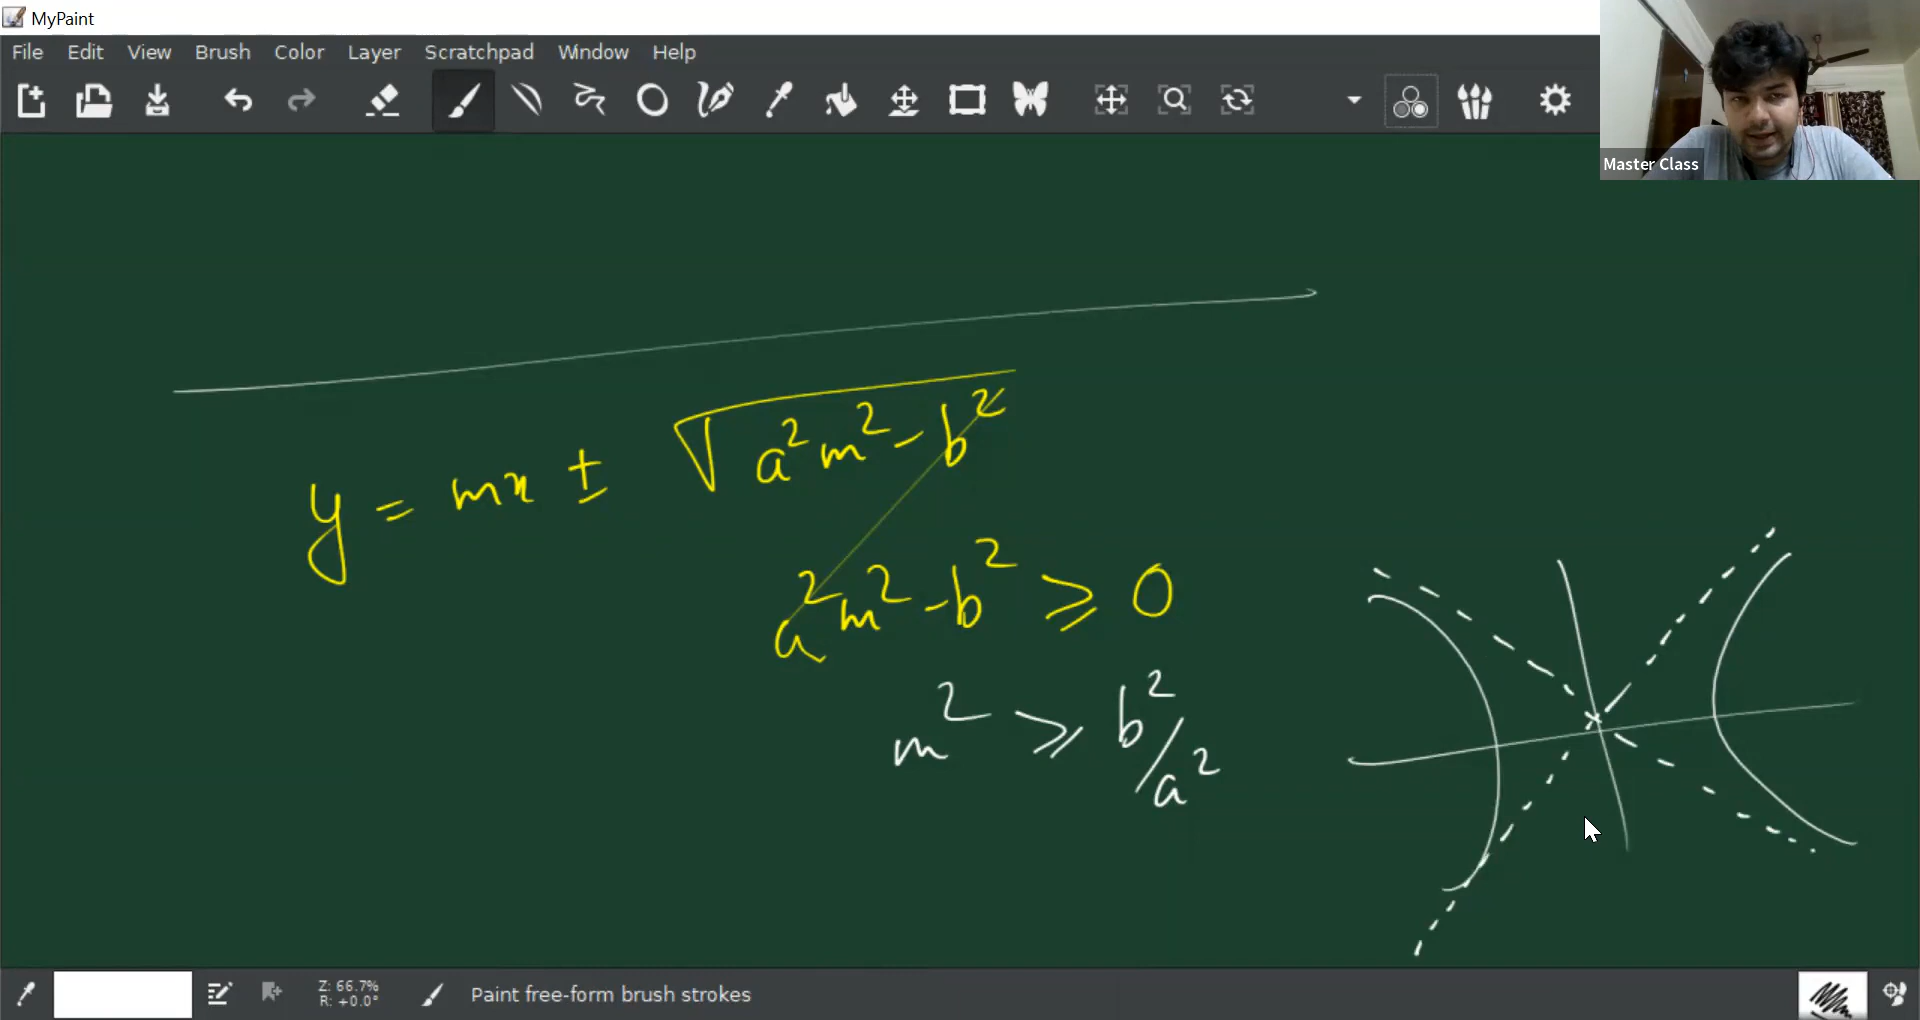 MyPaint
File Edit View Brush Color Layer Scratchpad Window Help
Master Class
y = mx ± √a²m² - b²
a²m² - b² ≥ 0
m² ≥ b²/a²
Z: 66.7%
R: +0.0°
Paint free-form brush strokes